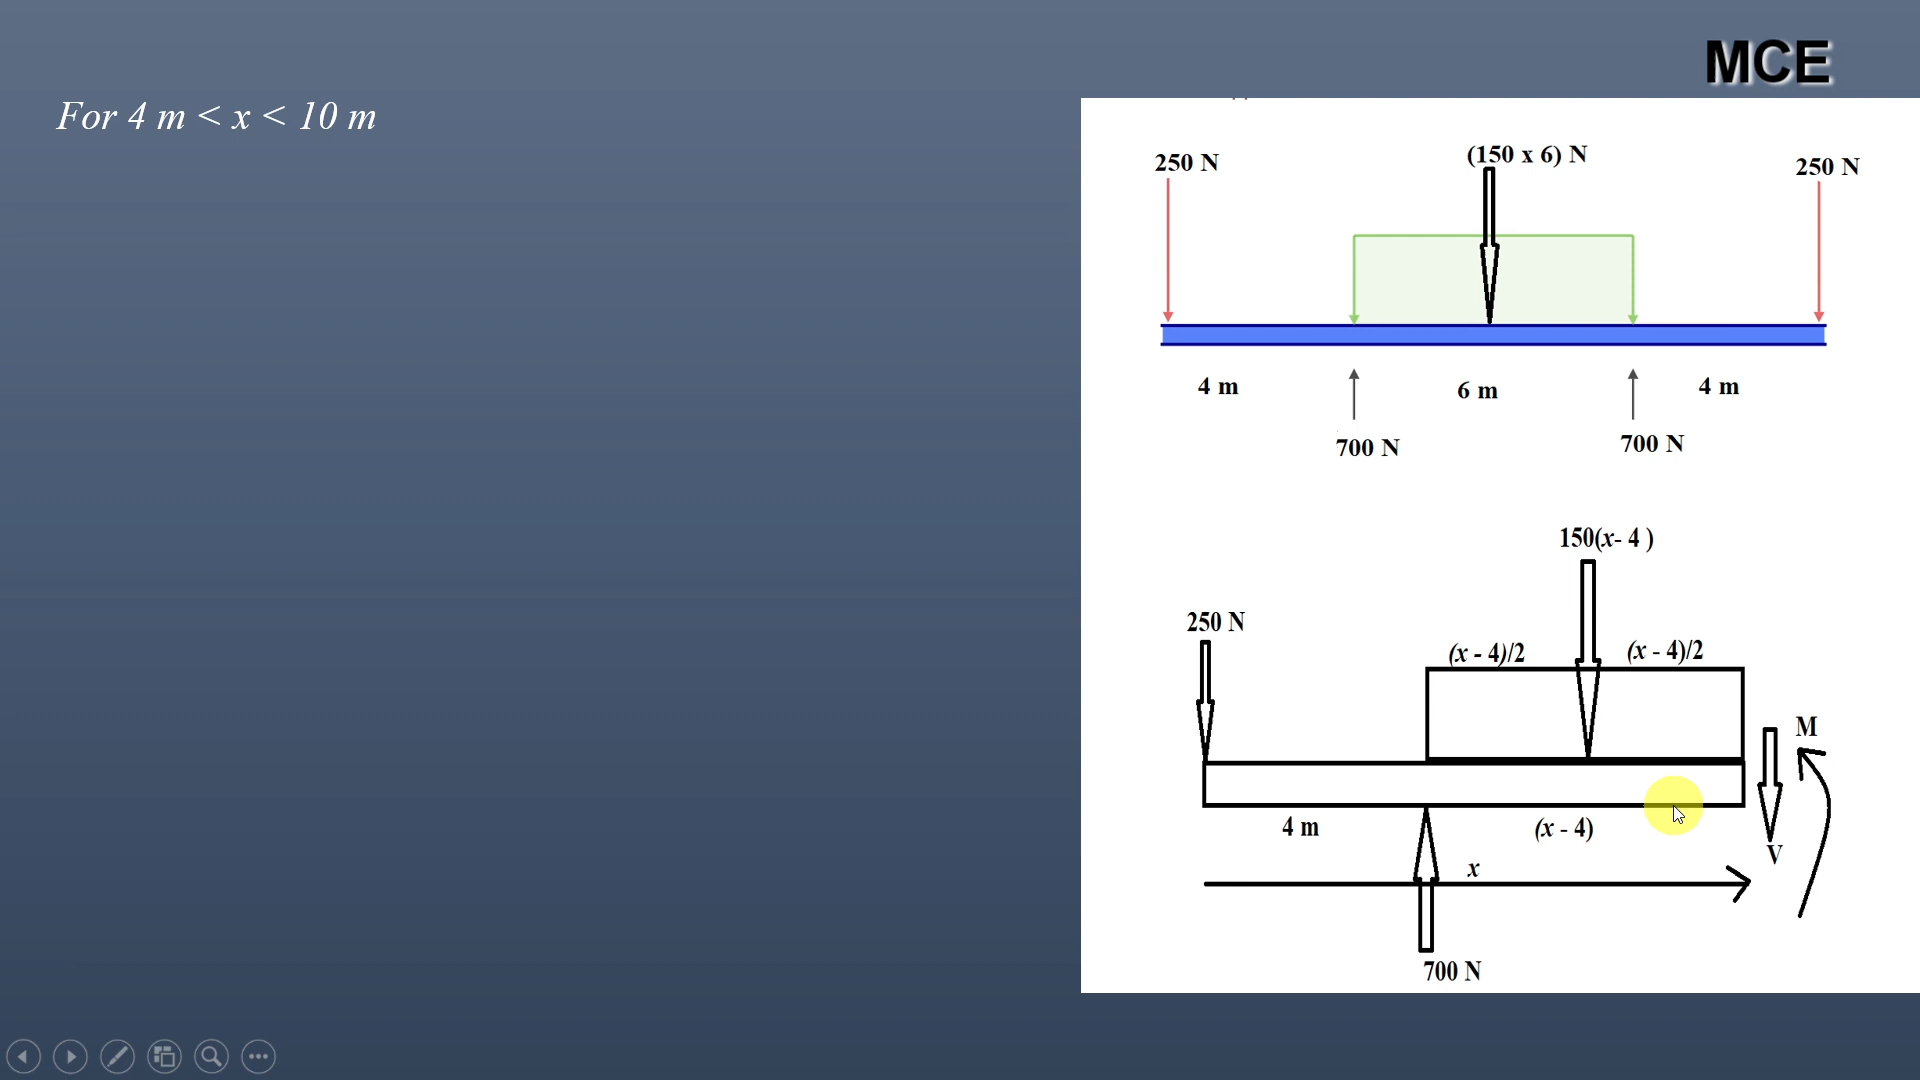 MCE
For 4 m < x < 10 m
250 N
(150 x 6) N
250 N
4 m
6 m
4 m
700 N
700 N
150(x- 4 )
250 N
(x - 4)/2
(x - 4)/2
M
4 m
(x - 4)
V
x
700 N